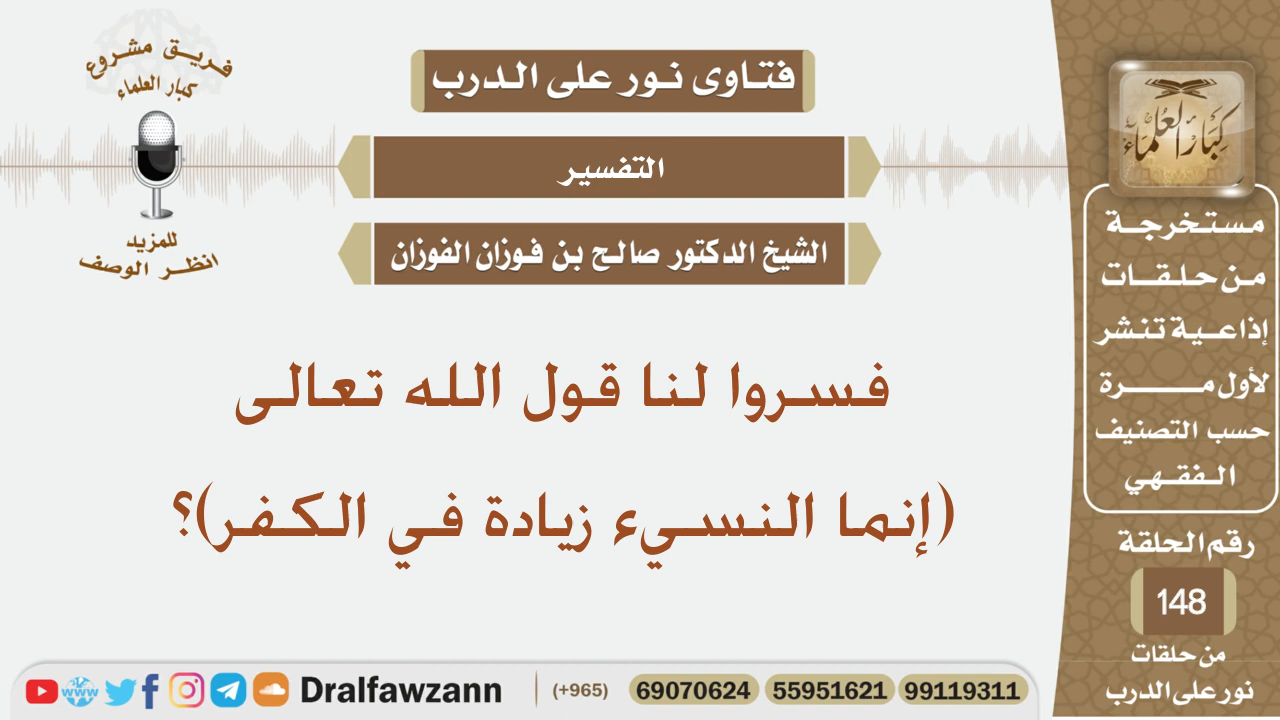 فريق مشروع
كبار العلماء
للمزيد
انظر الوصف
فتاوى نور على الدرب
التفسير
الشيخ الدكتور صالح بن فوزان الفوزان
فسروا لنا قول الله تعالى
(إنما النسيء زيادة في الكفر)؟
كبار العلماء
مستخرجة
من حلقات
إذاعية تنشر
لأول مرة
حسب التصنيف
الفقهي
رقم الحلقة
148
من حلقات
نور على الدرب
www
Dralfawzann
(+965)
69070624
55951621
99119311